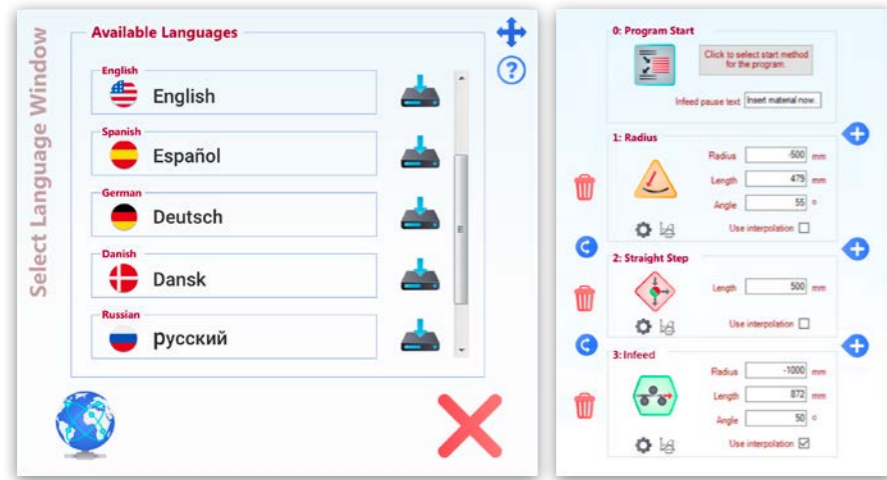 Select Language Window
Available Languages
English
English
Spanish
Español
German
Deutsch
Danish
Dansk
Russian
русский
0: Program Start
Click to select start method
for the program.
Infeed pause text Insert material now.
1: Radius
Radius -500 mm
Length 479 mm
Angle 55 °
Use interpolation
2: Straight Step
Length 500 mm
Use interpolation
3: Infeed
Radius -1000 mm
Length 872 mm
Angle 50 °
Use interpolation